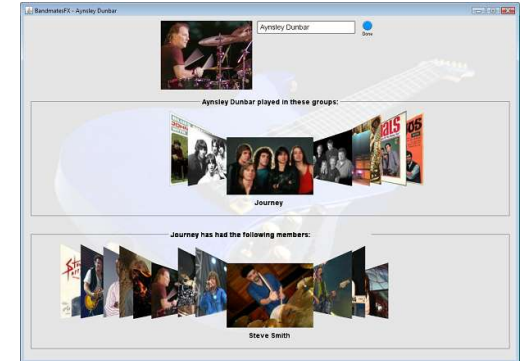 BandmatesFX - Aynsley Dunbar
Aynsley Dunbar
Done
Aynsley Dunbar played in these groups:
Journey
Journey has had the following members:
Steve Smith